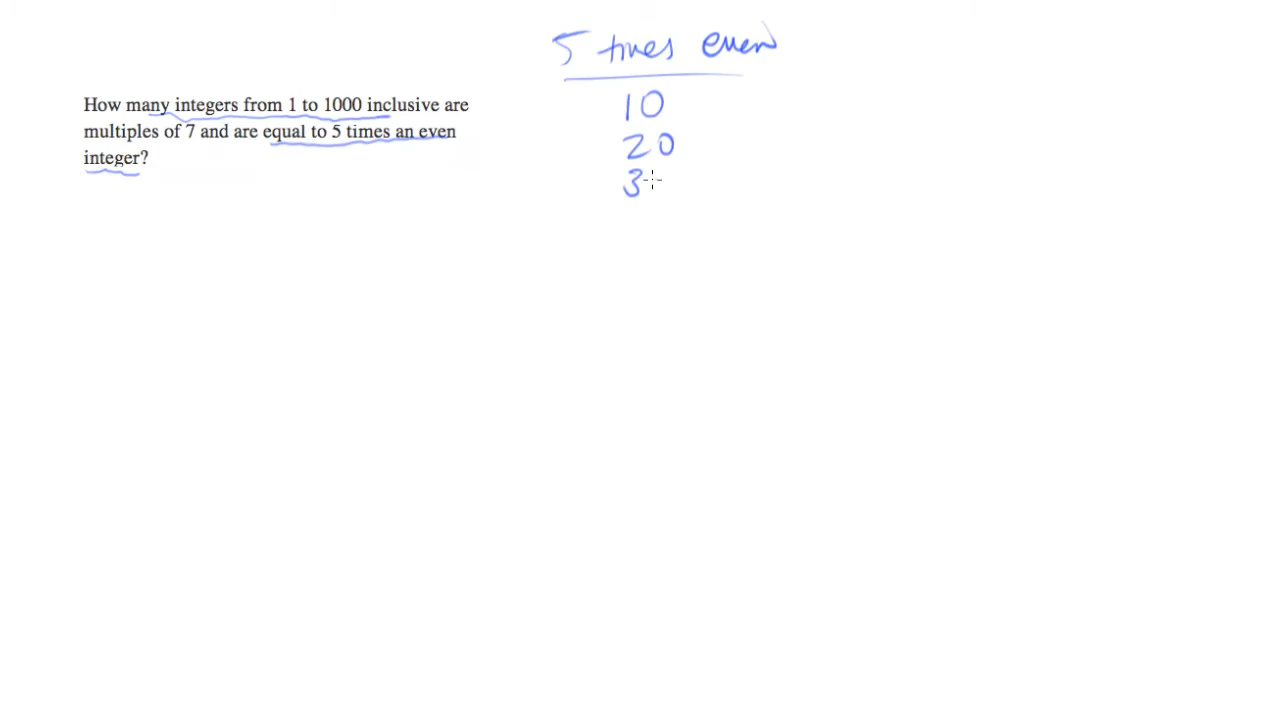 5 times even
How many integers from 1 to 1000 inclusive are
multiples of 7 and are equal to 5 times an even
integer?
10
20
3